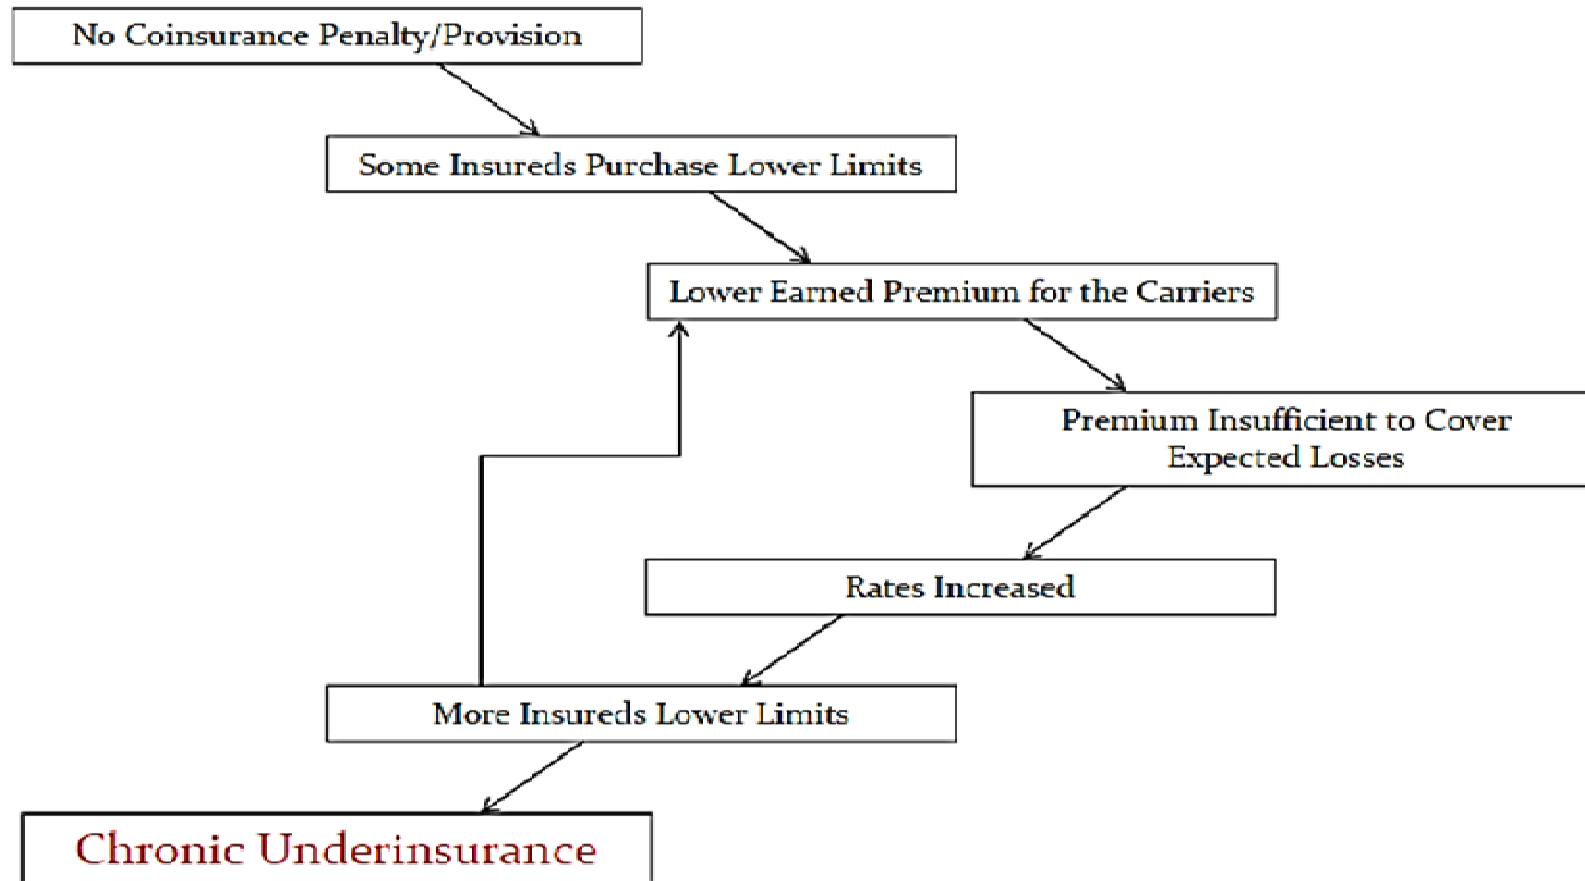 No Coinsurance Penalty/Provision
Some Insureds Purchase Lower Limits
Lower Earned Premium for the Carriers
Premium Insufficient to Cover
Expected Losses
Rates Increased
More Insureds Lower Limits
Chronic Underinsurance